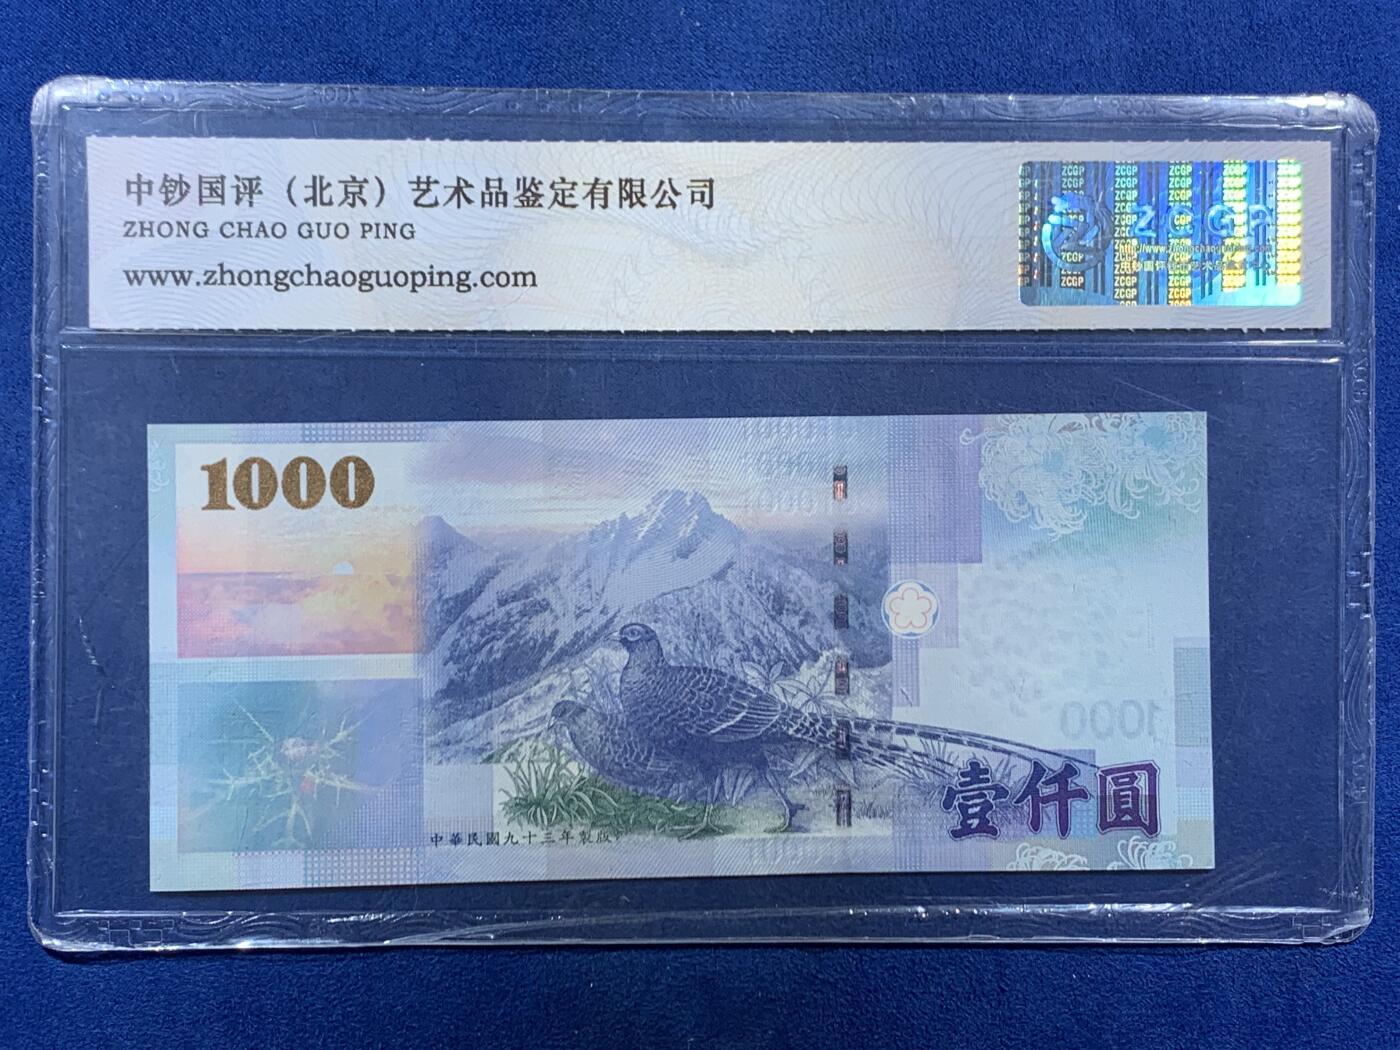 中钞国评（北京）艺术品鉴定有限公司
ZHONG CHAO GUO PING
www.zhongchaoguoping.com
ZCGP
1000
1000
壹仟圓
中華民國九十三年製版